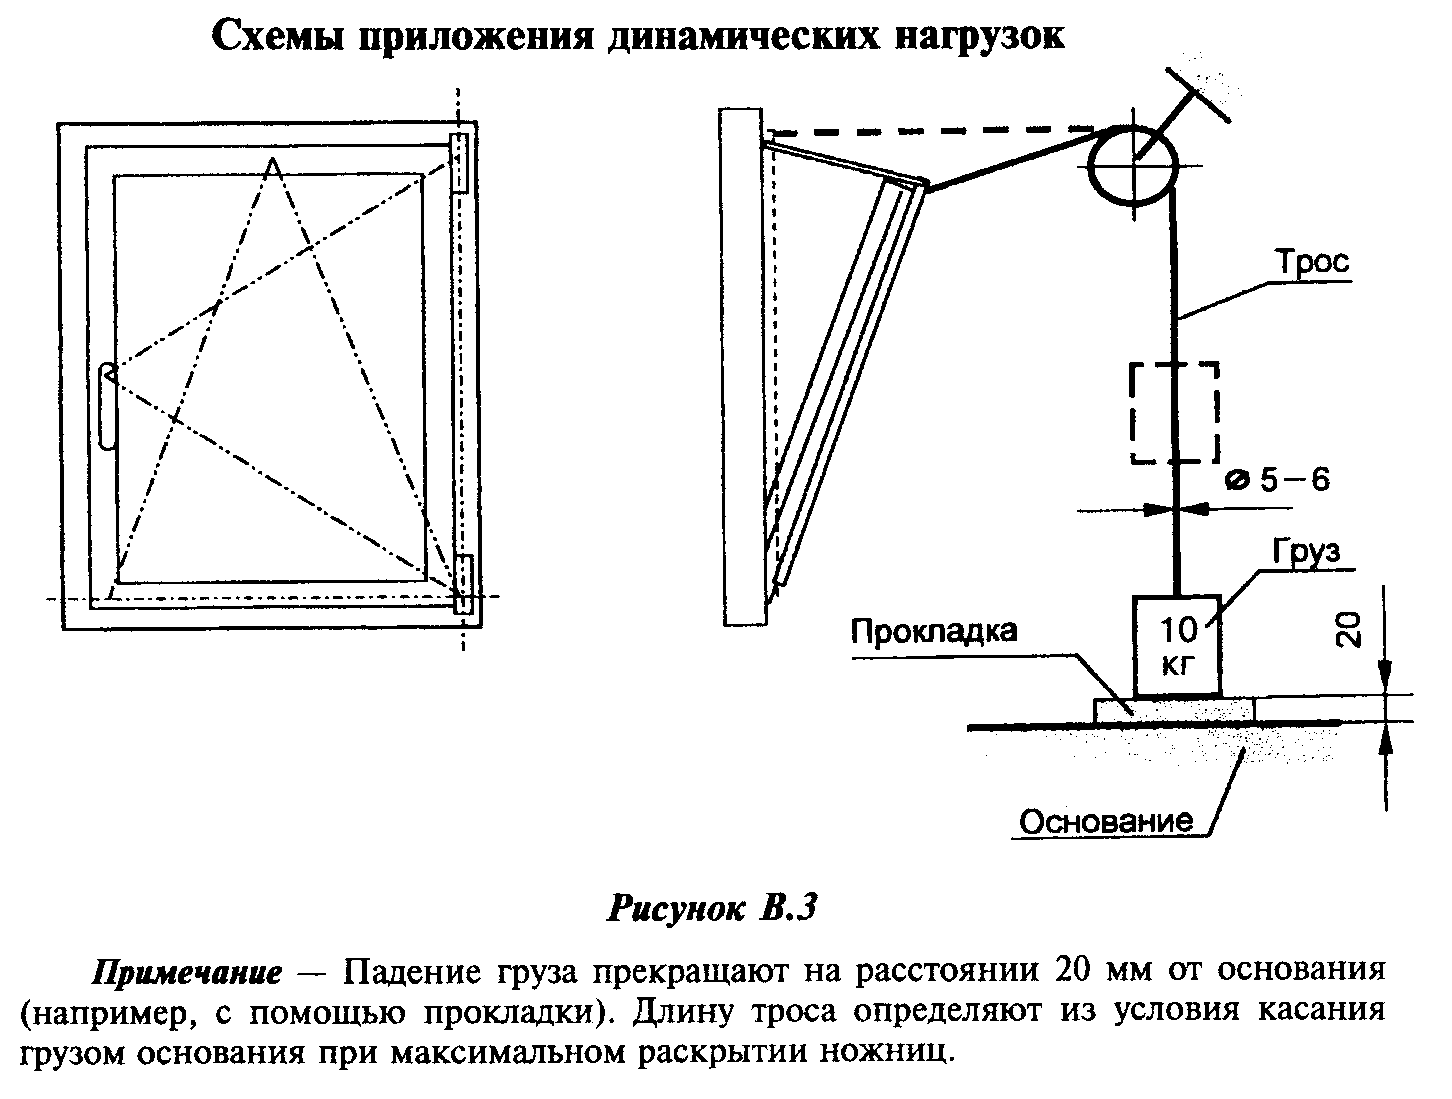 Схемы приложения динамических нагрузок
Трос
⌀ 5–6
Груз
Прокладка
10
кг
20
Основание
Рисунок В.3
Примечание — Падение груза прекращают на расстоянии 20 мм от основания
(например, с помощью прокладки). Длину троса определяют из условия касания
грузом основания при максимальном раскрытии ножниц.